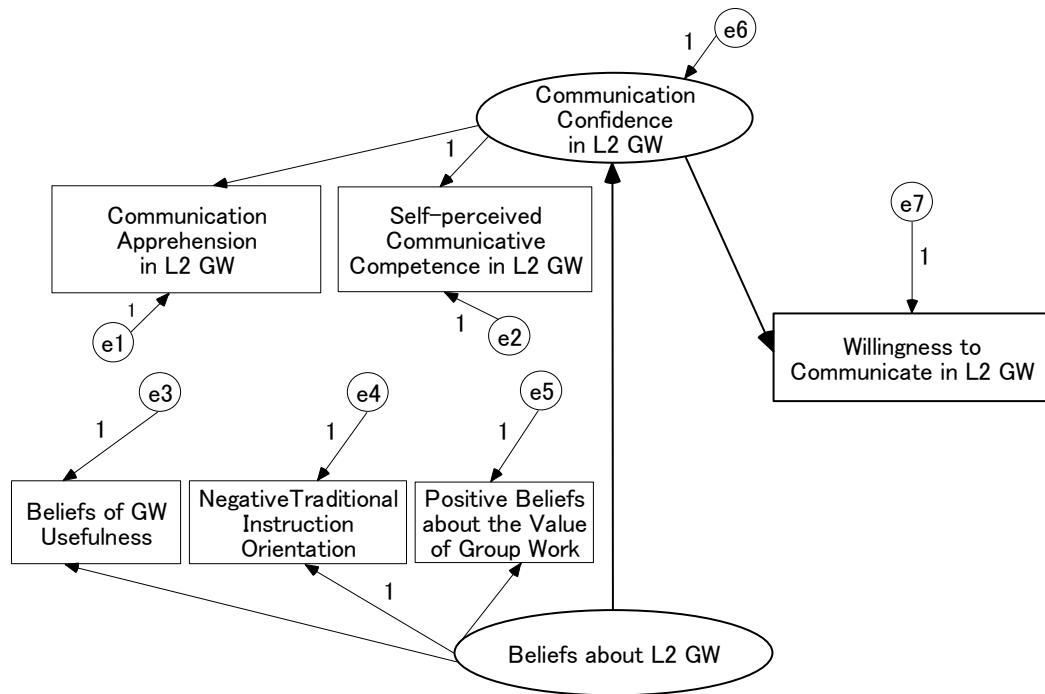 e6
1
Communication
Confidence
in L2 GW
1
Communication
Apprehension
in L2 GW
Self-perceived
Communicative
Competence in L2 GW
e7
1
1
e1
1
e2
Willingness to
Communicate in L2 GW
e3
1
e4
1
e5
1
Beliefs of GW
Usefulness
NegativeTraditional
Instruction
Orientation
Positive Beliefs
about the Value
of Group Work
1
Beliefs about L2 GW